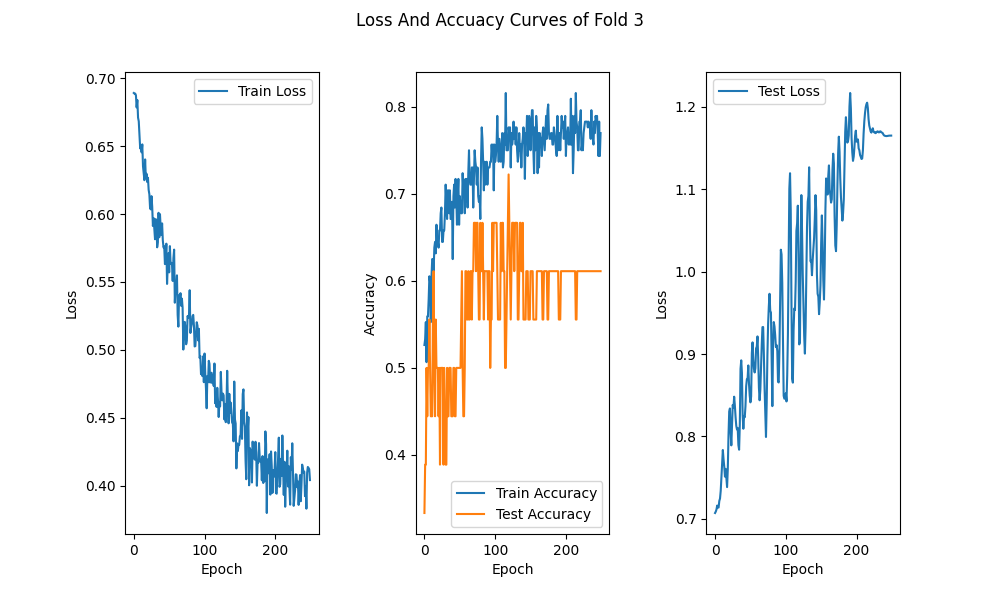 Loss And Accuacy Curves of Fold 3
0.70
0.65
0.60
0.55
0.50
0.45
0.40
Loss
0 100 200
Epoch
Train Loss
0.8
0.7
0.6
0.5
0.4
Accuracy
0 100 200
Epoch
Train Accuracy
Test Accuracy
1.2
1.1
1.0
0.9
0.8
0.7
Loss
0 100 200
Epoch
Test Loss